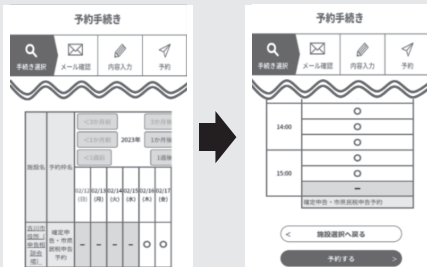 予約手続き
手続き選択 メール確認 内容入力 予約
<2か月前
<1か月前 2023年 1か月後
<1週前 1週後
施設名 予約枠名 02/12 02/13 02/14 02/15 02/16 02/17
(日) (月) (火) (水) (木) (金)
確定申告・市県民税申告予約 - - - - ○ ○
予約手続き
手続き選択 メール確認 内容入力 予約
○
14:00 ○
○
○
15:00 ○
-
確定申告・市県民税申告予約
< 施設選択へ戻る
予約する >